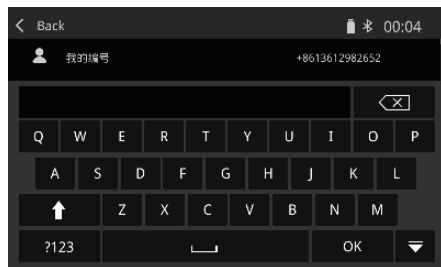 Back 00:04
我的编号 +8613612982652
Q W E R T Y U I O P
A S D F G H J K L
Z X C V B N M
?123 OK